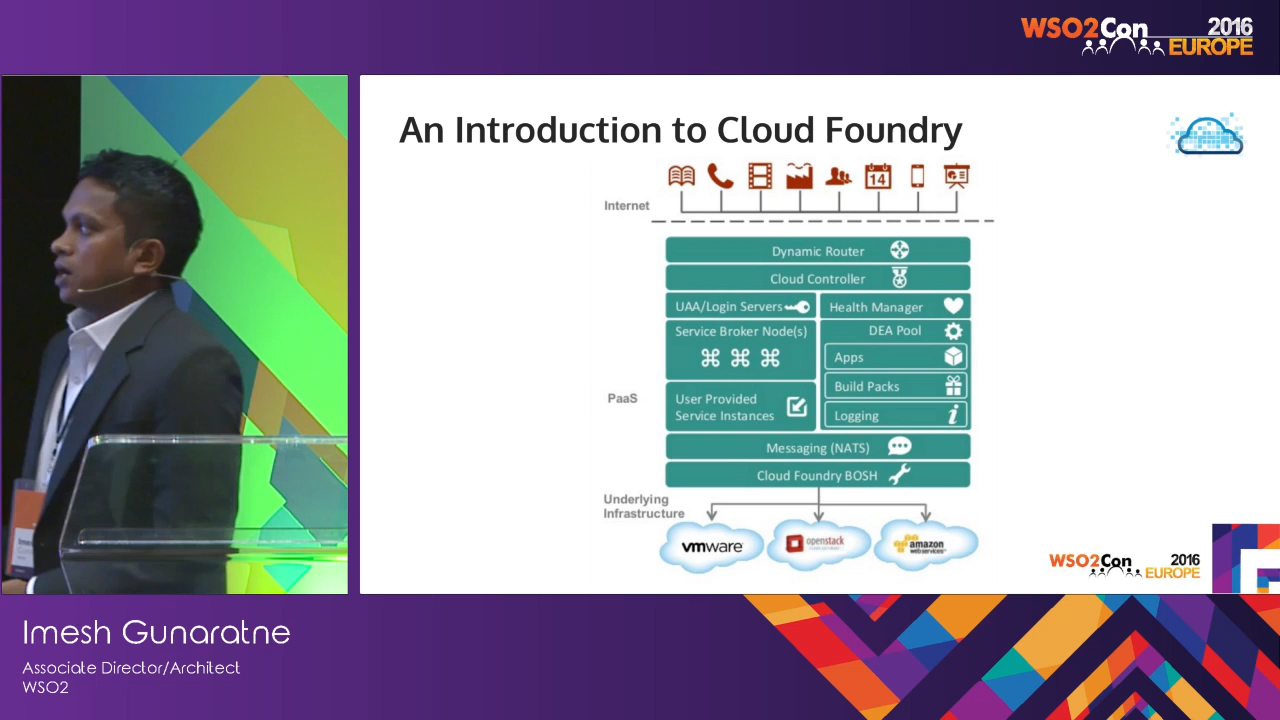 WSO2Con 2016
EUROPE
An Introduction to Cloud Foundry
14
Internet
Dynamic Router
Cloud Controller
UAA/Login Servers
Health Manager
Service Broker Node(s)
DEA Pool
Apps
Build Packs
PaaS
User Provided
Service Instances
Logging
Messaging (NATS)
Cloud Foundry BOSH
Underlying
Infrastructure
vmware
openstack
amazon
webservices
WSO2Con 2016
EUROPE
Imesh Gunaratne
Associate Director/Architect
WSO2